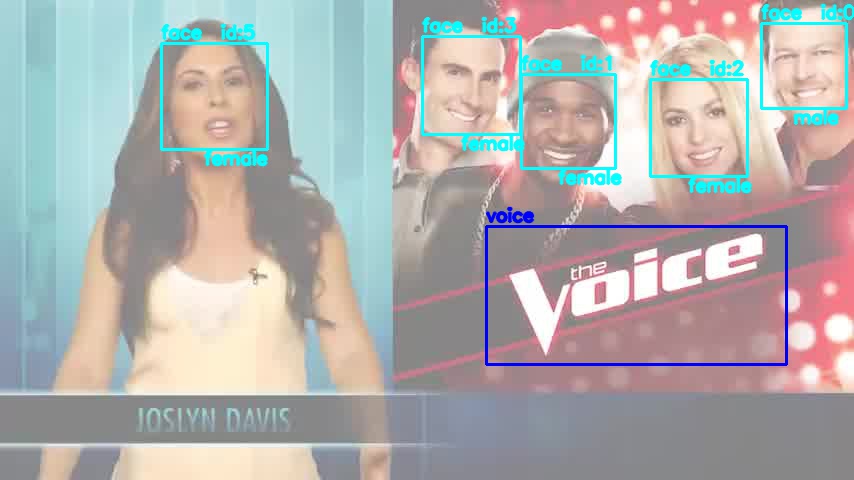 face id:5
female
face id:3
female
face id:1
female
face id:2
female
face id:0
male
voice
the
Voice
JOSLYN DAVIS